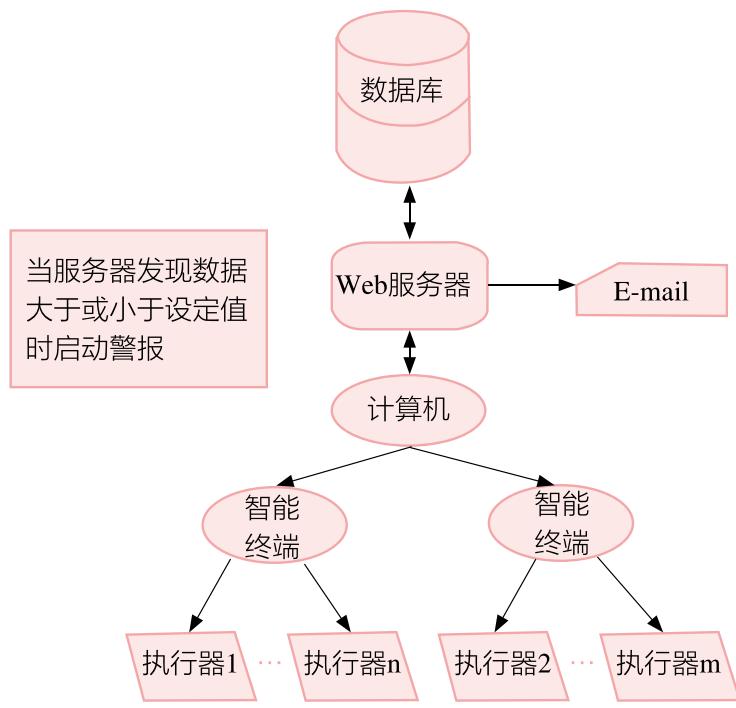 数据库
当服务器发现数据
大于或小于设定值
时启动警报
Web服务器
E-mail
计算机
智能
终端
智能
终端
执行器1 … 执行器n 执行器2 … 执行器m